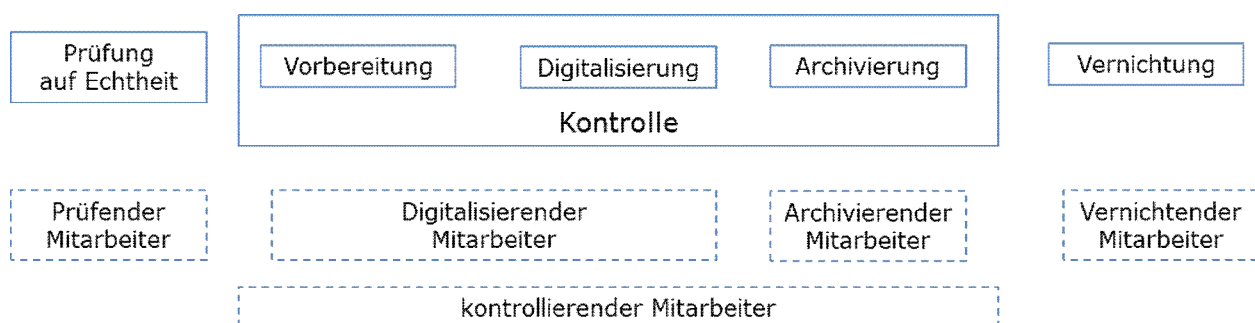 Prüfung
auf Echtheit
Vorbereitung
Digitalisierung
Archivierung
Vernichtung
Kontrolle
Prüfender
Mitarbeiter
Digitalisierender
Mitarbeiter
Archivierender
Mitarbeiter
Vernichtender
Mitarbeiter
kontrollierender Mitarbeiter